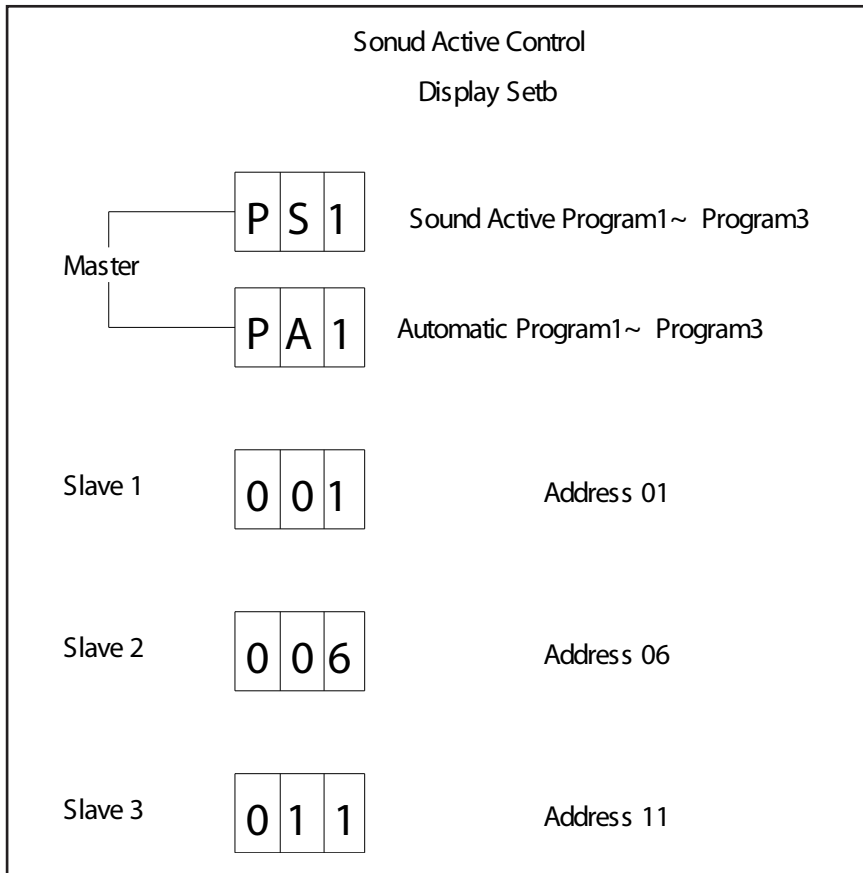 Sonud Active Control
Display Setb
P S 1
Sound Active Program1~ Program3
Master
P A 1
Automatic Program1~ Program3
Slave 1
0 0 1
Address 01
Slave 2
0 0 6
Address 06
Slave 3
0 1 1
Address 11